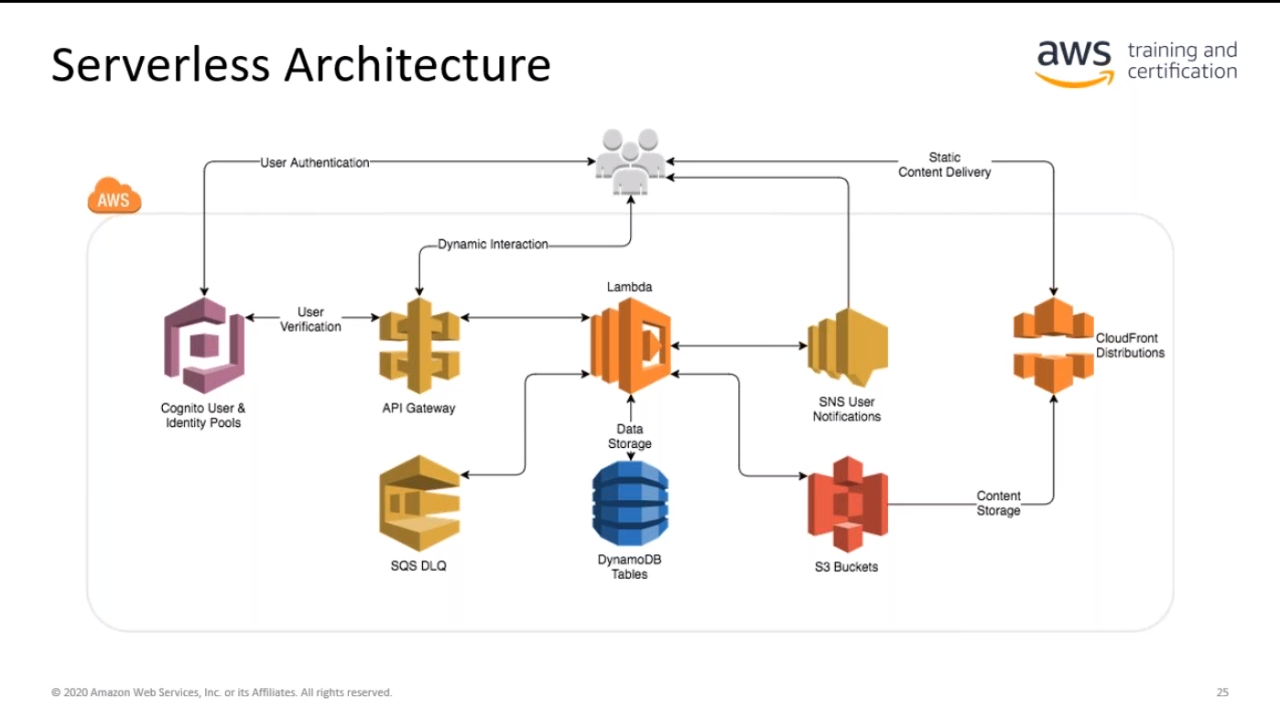 Serverless Architecture
aws
training and
certification
User Authentication
Static
Content Delivery
AWS
Dynamic Interaction
Lambda
User
Verification
CloudFront
Distributions
Cognito User &
Identity Pools
API Gateway
SNS User
Notifications
Data
Storage
Content
Storage
SQS DLQ
DynamoDB
Tables
S3 Buckets
© 2020 Amazon Web Services, Inc. or its Affiliates. All rights reserved.
25